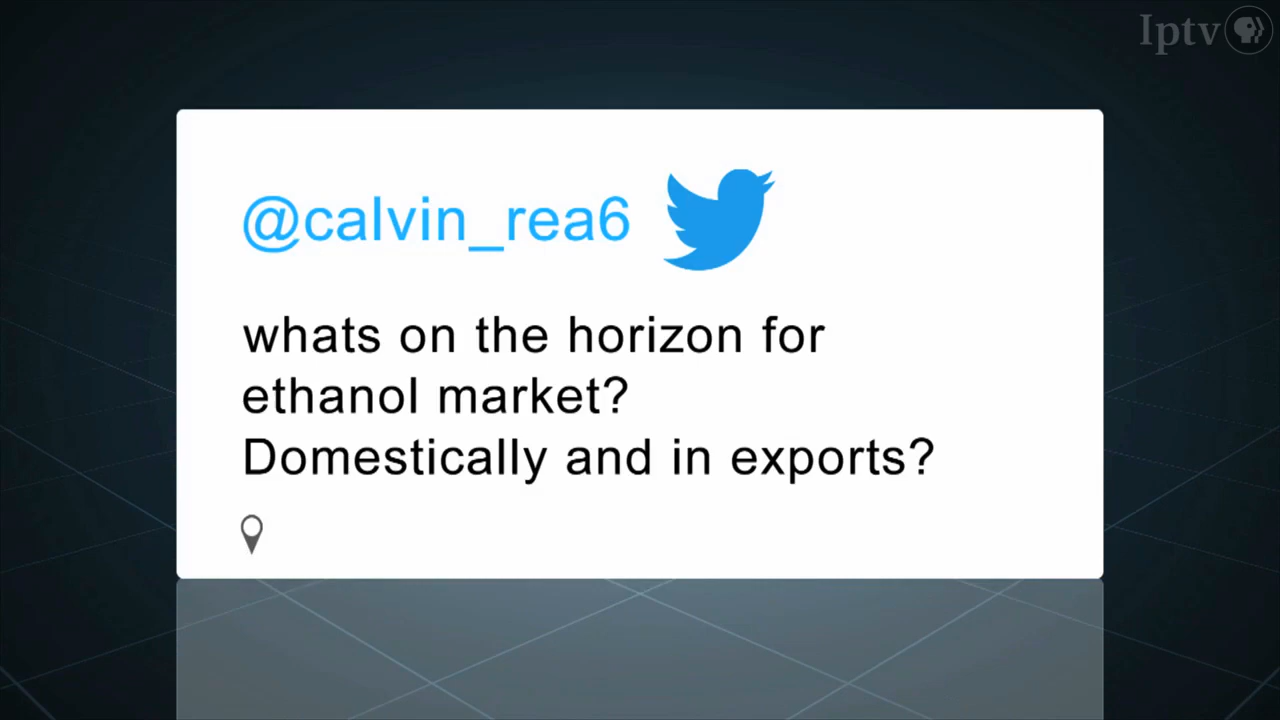 Iptv
@calvin_rea6
whats on the horizon for
ethanol market?
Domestically and in exports?